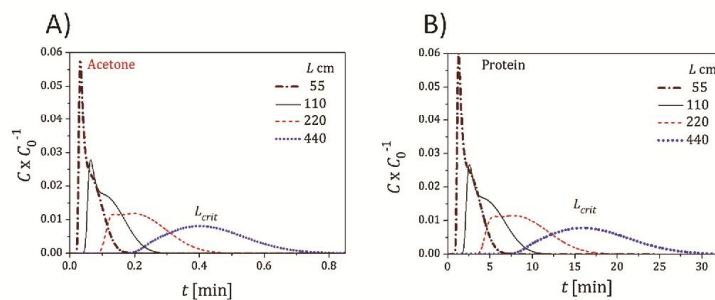 A)
Acetone
L cm
55
110
220
440
L_crit
C x C₀⁻¹
0.06
0.05
0.04
0.03
0.02
0.01
0.00
0.0 0.2 0.4 0.6 0.8
t [min]
B)
Protein
L cm
55
110
220
440
L_crit
C x C₀⁻¹
0.06
0.05
0.04
0.03
0.02
0.01
0.00
0 5 10 15 20 25 30
t [min]